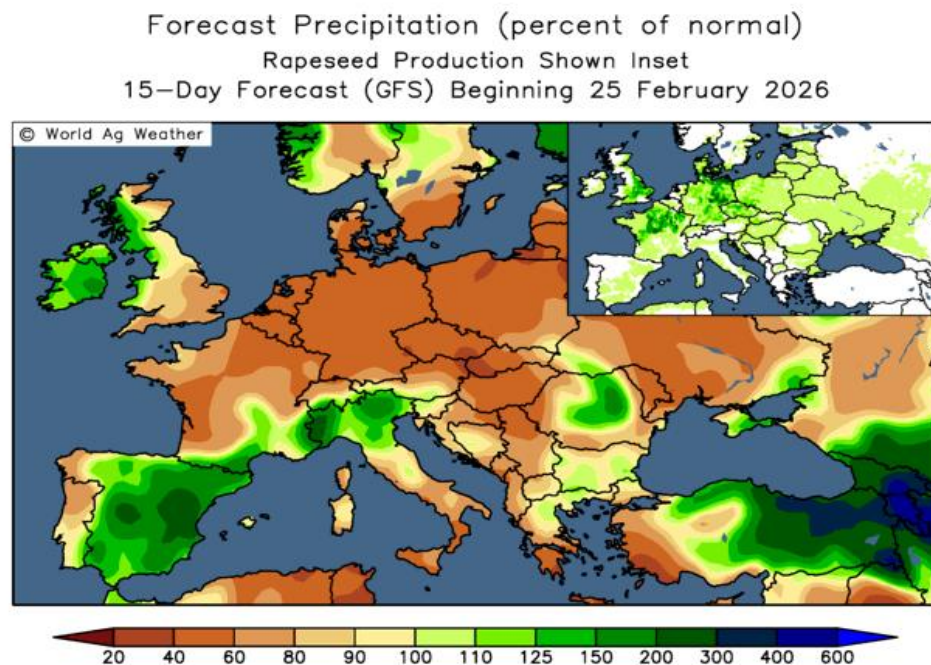 Forecast Precipitation (percent of normal)
Rapeseed Production Shown Inset
15-Day Forecast (GFS) Beginning 25 February 2026
© World Ag Weather
20 40 60 80 90 100 110 125 150 200 300 400 600